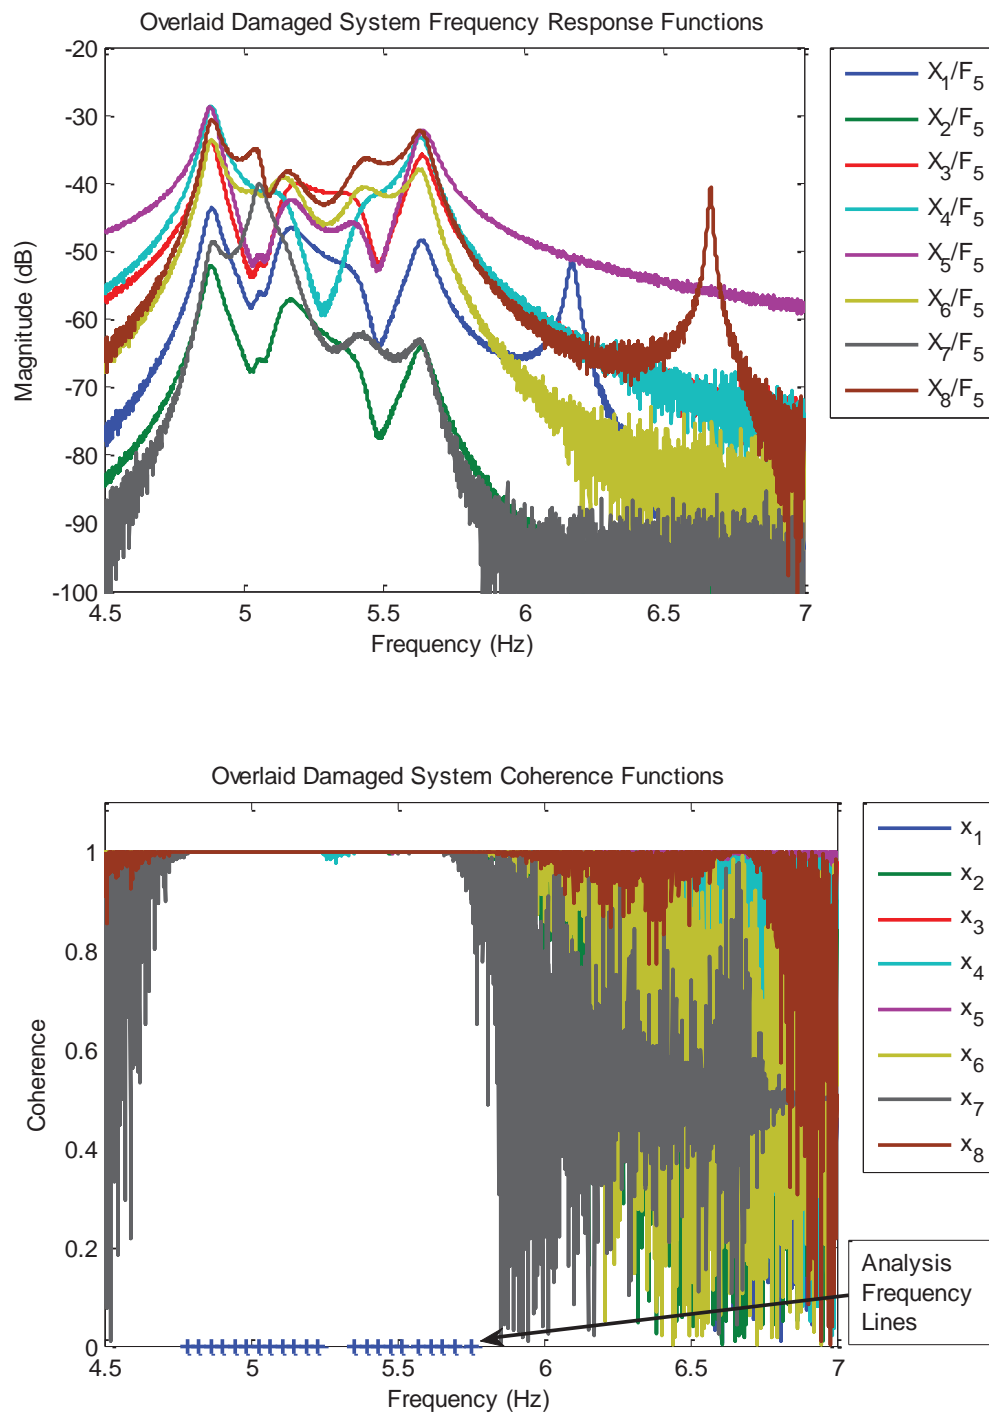 Overlaid Damaged System Frequency Response Functions
-20
-30
-40
-50
-60
-70
-80
-90
-100
Magnitude (dB)
4.5 5 5.5 6 6.5 7
Frequency (Hz)
X1/F5
X2/F5
X3/F5
X4/F5
X5/F5
X6/F5
X7/F5
X8/F5
Overlaid Damaged System Coherence Functions
1
0.8
0.6
0.4
0.2
0
Coherence
4.5 5 5.5 6 6.5 7
Frequency (Hz)
x1
x2
x3
x4
x5
x6
x7
x8
Analysis
Frequency
Lines